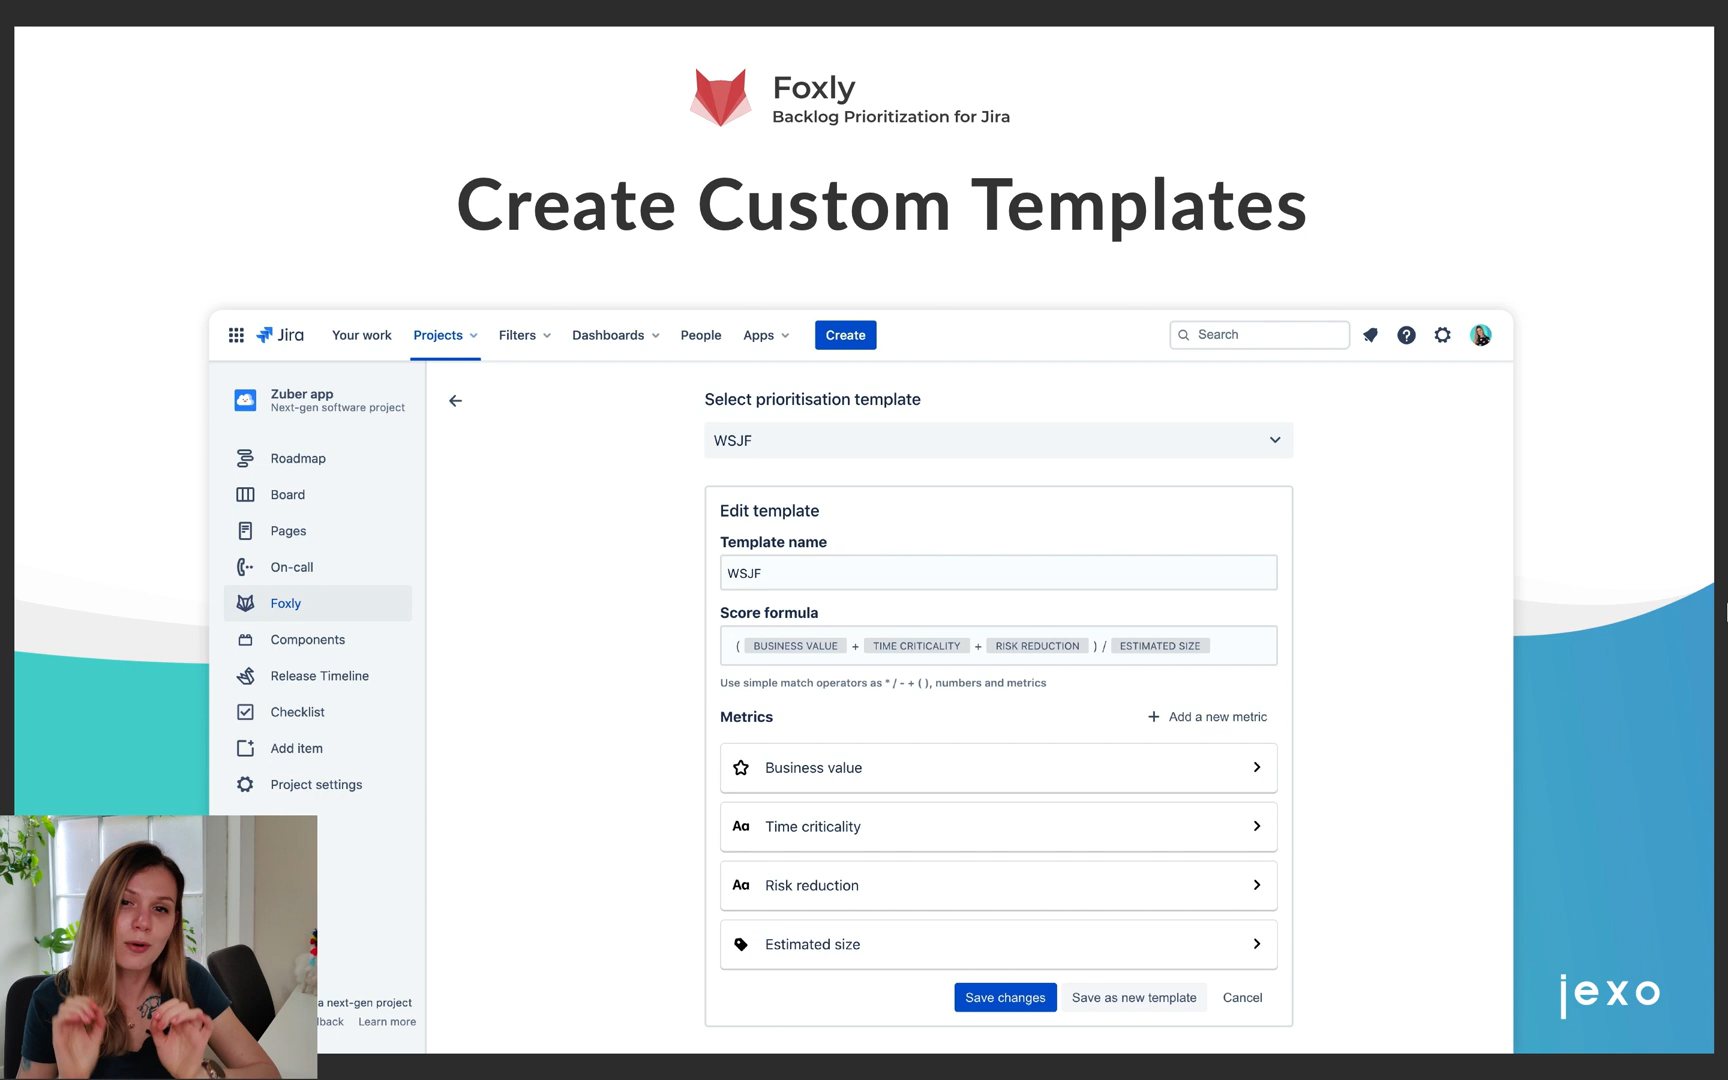 Foxly
Backlog Prioritization for Jira
Create Custom Templates
Jira Your work Projects Filters Dashboards People Apps Create Search
Zuber app
Next-gen software project
Roadmap
Board
Pages
On-call
Foxly
Components
Release Timeline
Checklist
Add item
Project settings
a next-gen project
Learn more
Select prioritisation template
WSJF
Edit template
Template name
WSJF
Score formula
( BUSINESS VALUE + TIME CRITICALITY + RISK REDUCTION ) / ESTIMATED SIZE
Use simple match operators as * / - + ( ), numbers and metrics
Metrics + Add a new metric
Business value
Aa Time criticality
Aa Risk reduction
Estimated size
Save changes Save as new template Cancel
jexo